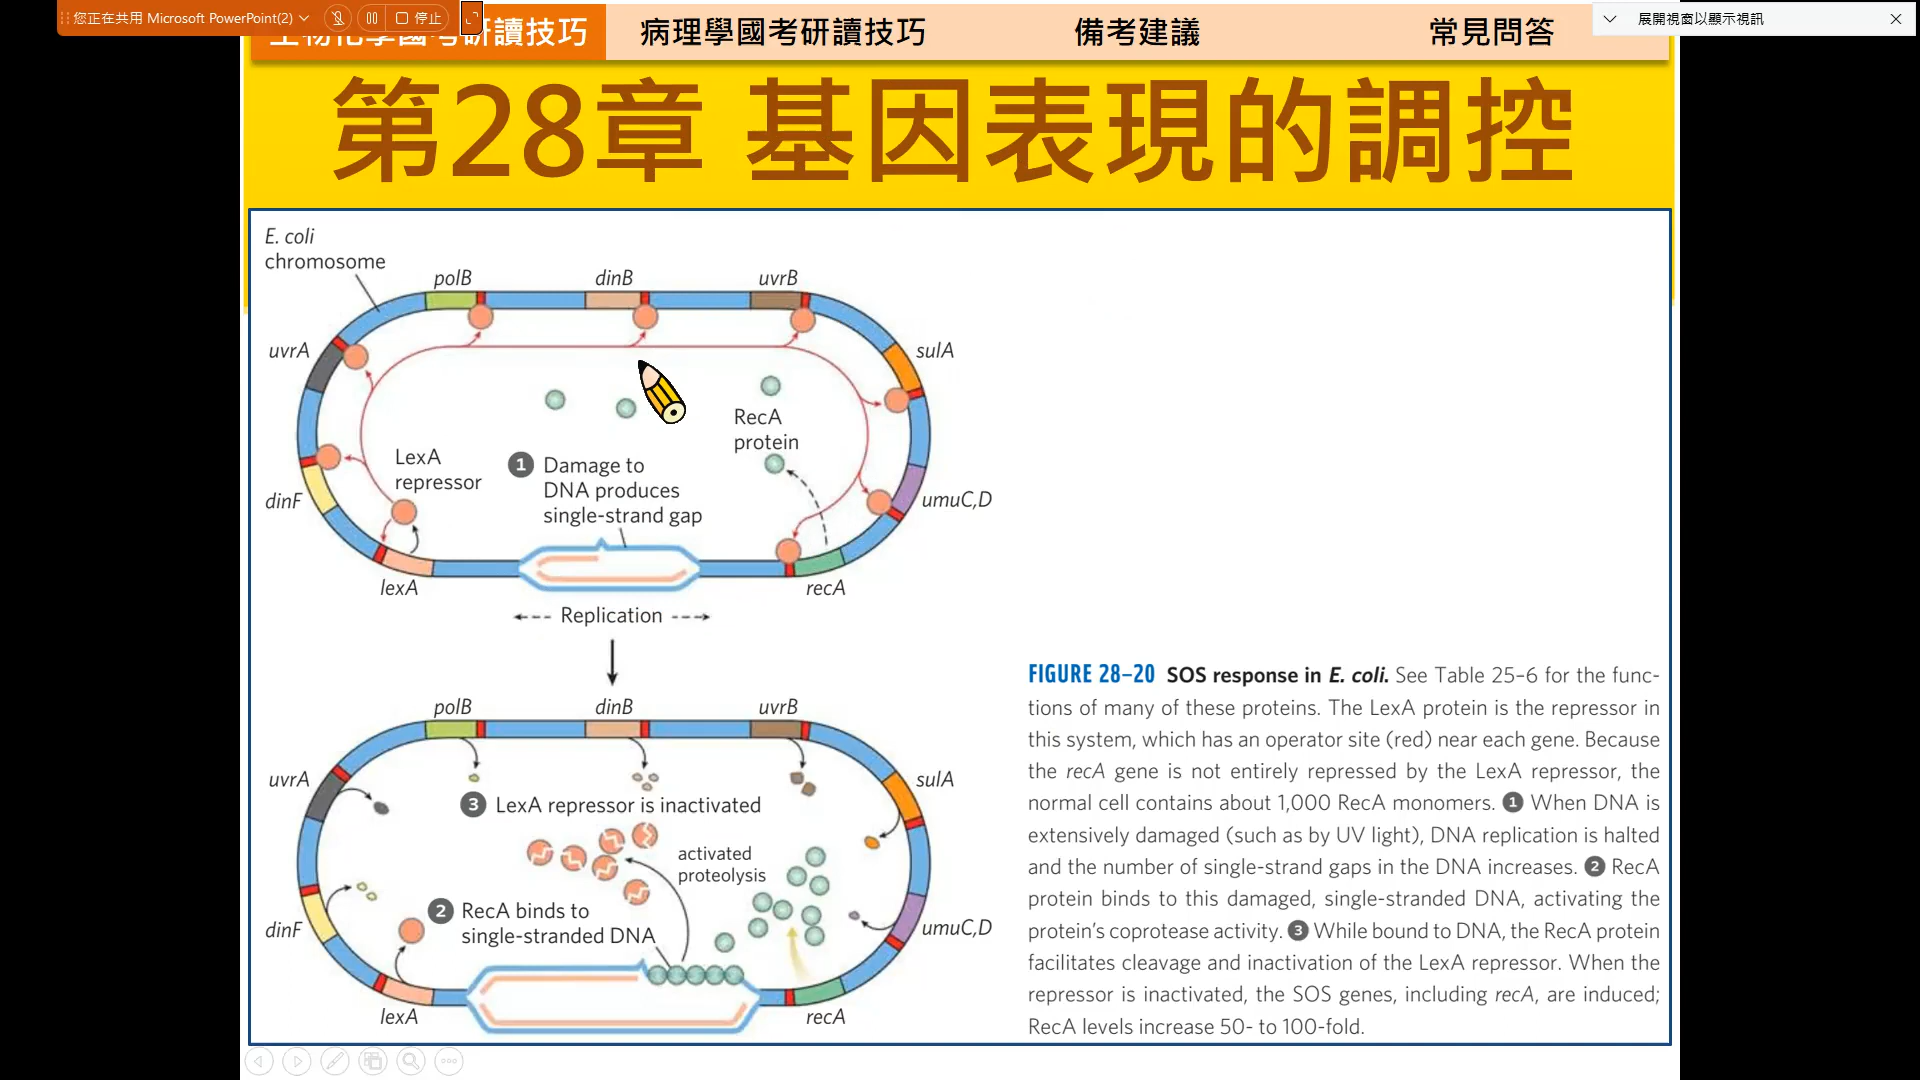 您正在共用 Microsoft PowerPoint(2)
停止
展開視窗以顯示視訊
生物化學國考研讀技巧
病理學國考研讀技巧
備考建議
常見問答
第28章 基因表現的調控
E. coli
chromosome
polB
dinB
uvrB
uvrA
sulA
RecA
protein
LexA
repressor
1 Damage to
DNA produces
single-strand gap
dinF
umuC,D
lexA
recA
Replication
polB
dinB
uvrB
uvrA
sulA
3 LexA repressor is inactivated
activated
proteolysis
2 RecA binds to
single-stranded DNA
dinF
umuC,D
lexA
recA
FIGURE 28–20 SOS response in E. coli. See Table 25–6 for the func-
tions of many of these proteins. The LexA protein is the repressor in
this system, which has an operator site (red) near each gene. Because
the recA gene is not entirely repressed by the LexA repressor, the
normal cell contains about 1,000 RecA monomers. 1 When DNA is
extensively damaged (such as by UV light), DNA replication is halted
and the number of single-strand gaps in the DNA increases. 2 RecA
protein binds to this damaged, single-stranded DNA, activating the
protein's coprotease activity. 3 While bound to DNA, the RecA protein
facilitates cleavage and inactivation of the LexA repressor. When the
repressor is inactivated, the SOS genes, including recA, are induced;
RecA levels increase 50- to 100-fold.